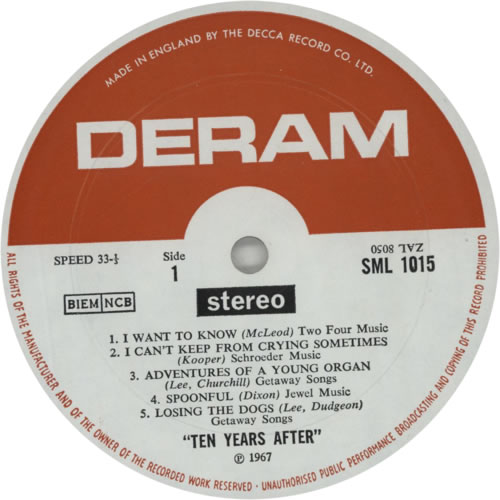 MADE IN ENGLAND BY THE DECCA RECORD CO. LTD.
DERAM
SPEED 33-⅓
Side
1
ZAL 8050
SML 1015
BIEM NCB
stereo
1. I WANT TO KNOW (McLeod) Two Four Music
2. I CAN'T KEEP FROM CRYING SOMETIMES
(Kooper) Schroeder Music
3. ADVENTURES OF A YOUNG ORGAN
(Lee, Churchill) Getaway Songs
4. SPOONFUL (Dixon) Jewel Music
5. LOSING THE DOGS (Lee, Dudgeon)
Getaway Songs
"TEN YEARS AFTER"
℗ 1967
ALL RIGHTS OF THE MANUFACTURER AND OF THE OWNER OF THE RECORDED WORK RESERVED - UNAUTHORISED PUBLIC PERFORMANCE BROADCASTING AND COPYING OF THIS RECORD PROHIBITED